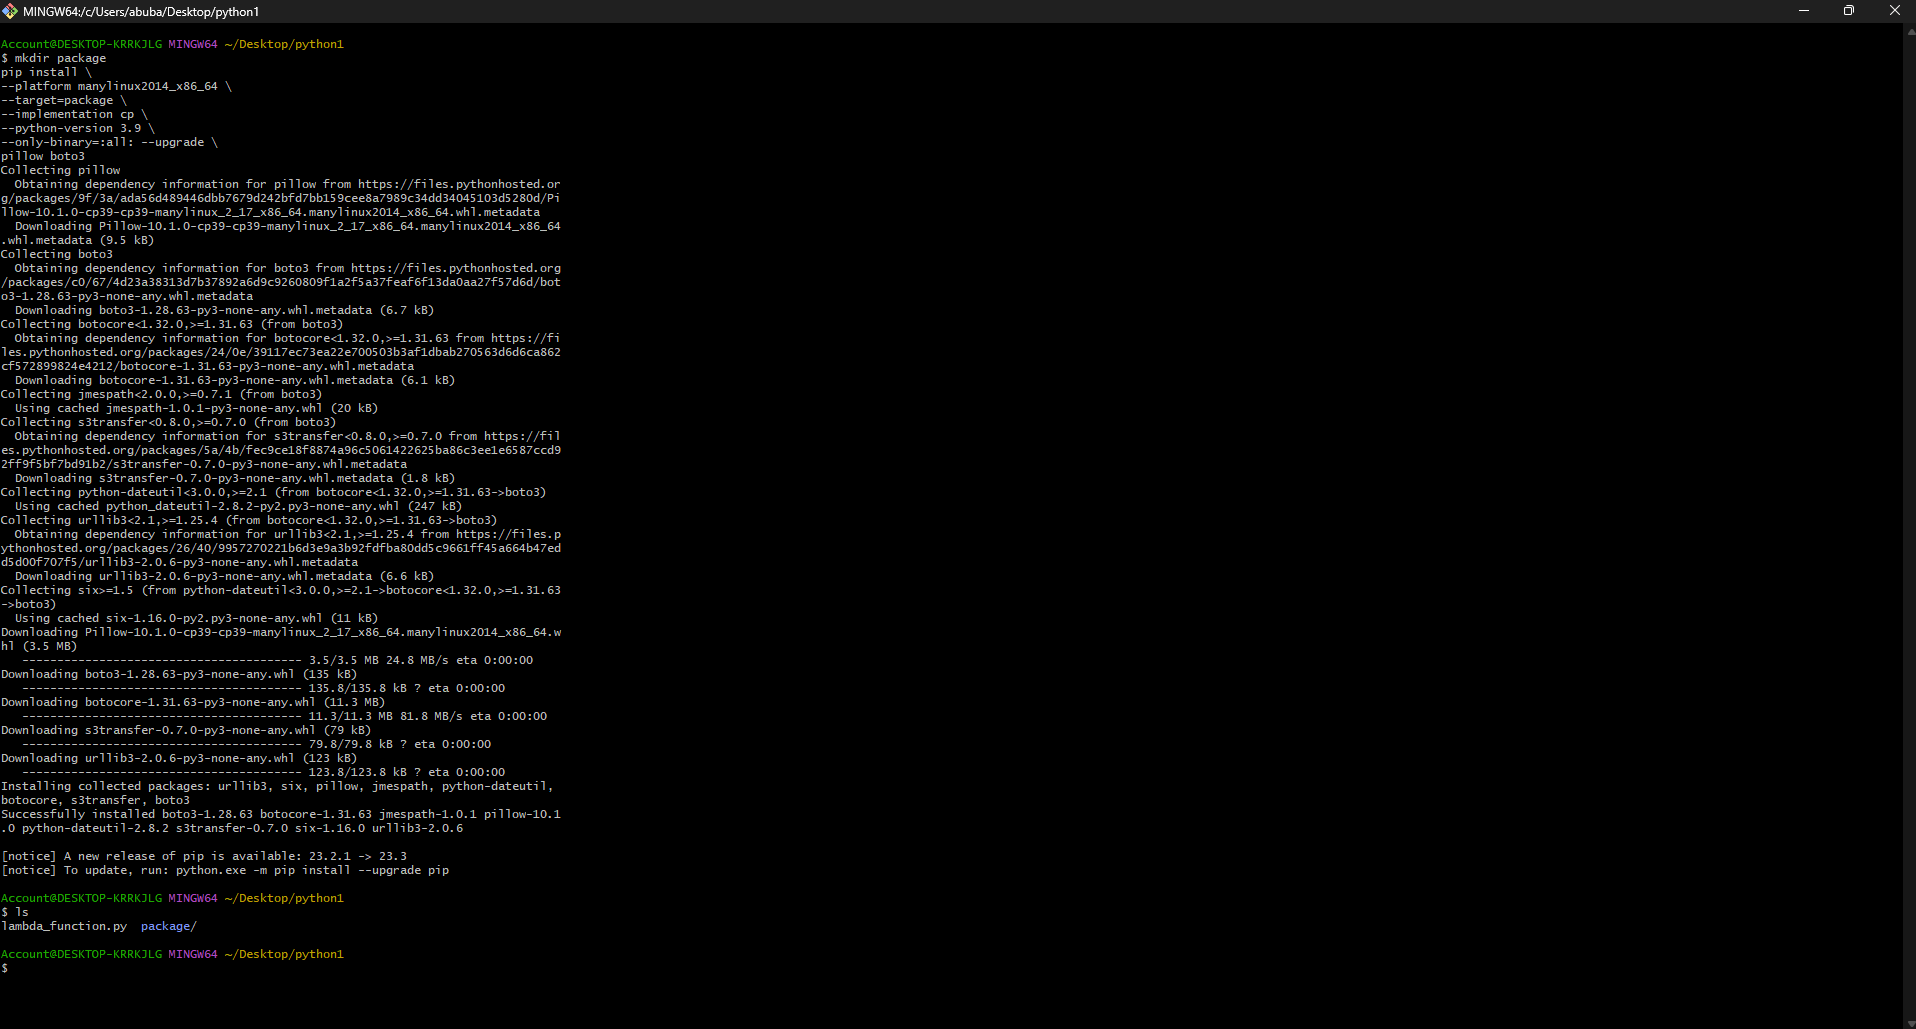 MINGW64:/c/Users/abuba/Desktop/python1
Account@DESKTOP-KRRKJLG MINGW64 ~/Desktop/python1
$ mkdir package
pip install \
--platform manylinux2014_x86_64 \
--target=package \
--implementation cp \
--python-version 3.9 \
--only-binary=:all: --upgrade \
pillow boto3
Collecting pillow
  Obtaining dependency information for pillow from https://files.pythonhosted.or
g/packages/9f/3a/ada56d489446dbb7679d242bfd7bb159cee8a7989c34dd34045103d5280d/Pi
llow-10.1.0-cp39-cp39-manylinux_2_17_x86_64.manylinux2014_x86_64.whl.metadata
  Downloading Pillow-10.1.0-cp39-cp39-manylinux_2_17_x86_64.manylinux2014_x86_64
.whl.metadata (9.5 kB)
Collecting boto3
  Obtaining dependency information for boto3 from https://files.pythonhosted.org
/packages/c0/67/4d23a38313d7b37892a6d9c9260809f1a2f5a37feaf6f13da0aa27f57d6d/bot
o3-1.28.63-py3-none-any.whl.metadata
  Downloading boto3-1.28.63-py3-none-any.whl.metadata (6.7 kB)
Collecting botocore<1.32.0,>=1.31.63 (from boto3)
  Obtaining dependency information for botocore<1.32.0,>=1.31.63 from https://fi
les.pythonhosted.org/packages/24/0e/39117ec73ea22e700503b3af1dbab270563d6d6ca862
cf572899824e4212/botocore-1.31.63-py3-none-any.whl.metadata
  Downloading botocore-1.31.63-py3-none-any.whl.metadata (6.1 kB)
Collecting jmespath<2.0.0,>=0.7.1 (from boto3)
  Using cached jmespath-1.0.1-py3-none-any.whl (20 kB)
Collecting s3transfer<0.8.0,>=0.7.0 (from boto3)
  Obtaining dependency information for s3transfer<0.8.0,>=0.7.0 from https://fil
es.pythonhosted.org/packages/5a/4b/fec9ce18f8874a96c5061422625ba86c3ee1e6587ccd9
2ff9f5bf7bd91b2/s3transfer-0.7.0-py3-none-any.whl.metadata
  Downloading s3transfer-0.7.0-py3-none-any.whl.metadata (1.8 kB)
Collecting python-dateutil<3.0.0,>=2.1 (from botocore<1.32.0,>=1.31.63->boto3)
  Using cached python_dateutil-2.8.2-py2.py3-none-any.whl (247 kB)
Collecting urllib3<2.1,>=1.25.4 (from botocore<1.32.0,>=1.31.63->boto3)
  Obtaining dependency information for urllib3<2.1,>=1.25.4 from https://files.p
ythonhosted.org/packages/26/40/9957270221b6d3e9a3b92fdfba80dd5c9661ff45a664b47ed
d5d00f707f5/urllib3-2.0.6-py3-none-any.whl.metadata
  Downloading urllib3-2.0.6-py3-none-any.whl.metadata (6.6 kB)
Collecting six>=1.5 (from python-dateutil<3.0.0,>=2.1->botocore<1.32.0,>=1.31.63
->boto3)
  Using cached six-1.16.0-py2.py3-none-any.whl (11 kB)
Downloading Pillow-10.1.0-cp39-cp39-manylinux_2_17_x86_64.manylinux2014_x86_64.w
hl (3.5 MB)
   ---------------------------------------- 3.5/3.5 MB 24.8 MB/s eta 0:00:00
Downloading boto3-1.28.63-py3-none-any.whl (135 kB)
   ---------------------------------------- 135.8/135.8 kB ? eta 0:00:00
Downloading botocore-1.31.63-py3-none-any.whl (11.3 MB)
   ---------------------------------------- 11.3/11.3 MB 81.8 MB/s eta 0:00:00
Downloading s3transfer-0.7.0-py3-none-any.whl (79 kB)
   ---------------------------------------- 79.8/79.8 kB ? eta 0:00:00
Downloading urllib3-2.0.6-py3-none-any.whl (123 kB)
   ---------------------------------------- 123.8/123.8 kB ? eta 0:00:00
Installing collected packages: urllib3, six, pillow, jmespath, python-dateutil,
botocore, s3transfer, boto3
Successfully installed boto3-1.28.63 botocore-1.31.63 jmespath-1.0.1 pillow-10.1
.0 python-dateutil-2.8.2 s3transfer-0.7.0 six-1.16.0 urllib3-2.0.6
[notice] A new release of pip is available: 23.2.1 -> 23.3
[notice] To update, run: python.exe -m pip install --upgrade pip
Account@DESKTOP-KRRKJLG MINGW64 ~/Desktop/python1
$ ls
lambda_function.py  package/
Account@DESKTOP-KRRKJLG MINGW64 ~/Desktop/python1
$